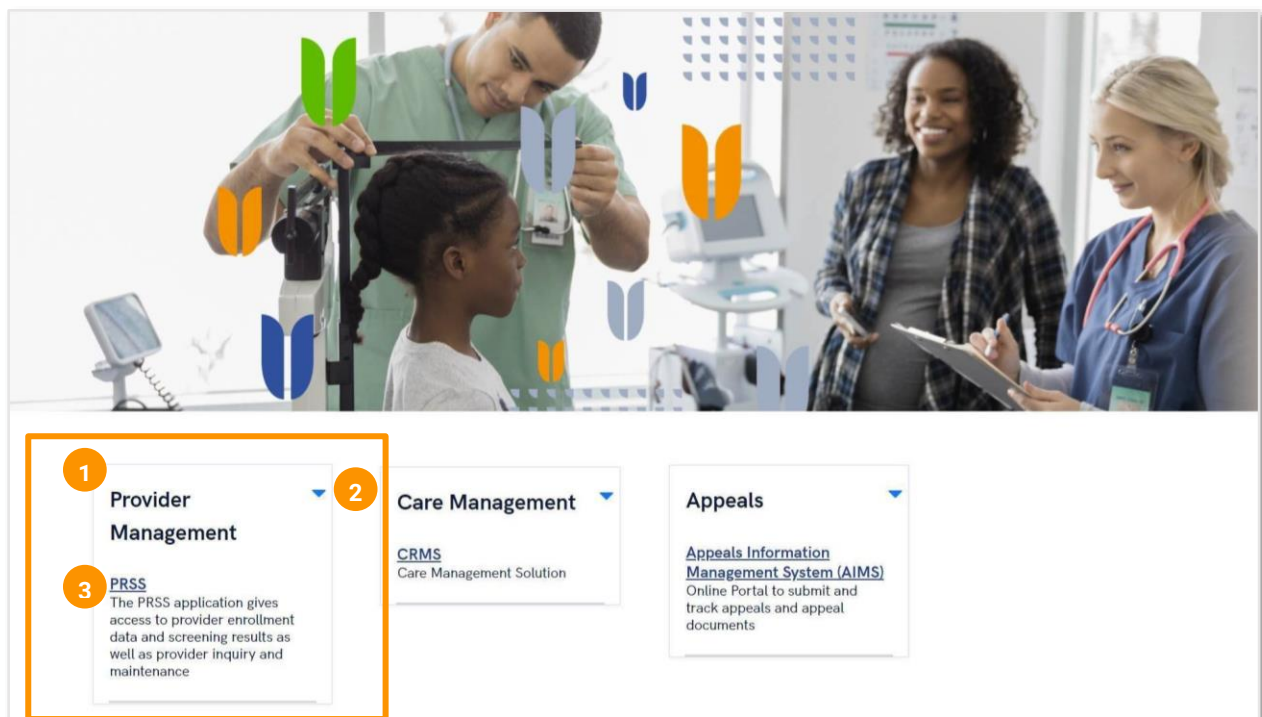 1
Provider
Management
2
3
PRSS
The PRSS application gives
access to provider enrollment
data and screening results as
well as provider inquiry and
maintenance
Care Management
CRMS
Care Management Solution
Appeals
Appeals Information
Management System (AIMS)
Online Portal to submit and
track appeals and appeal
documents